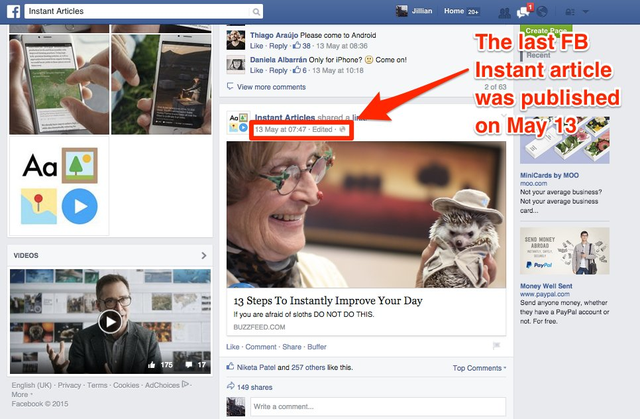 Instant Articles
Jillian
Home 20+
1
Create Page
Recent
Thiago Araújo Please come to Android
Like · Reply · 38 · 13 May at 08:36
Daniela Albarrán Only for iPhone? Come on!
Like · Reply · 6 · 13 May at 10:18
View more comments
2 of 63
The last FB
Instant article
was published
on May 13
Aa
Instant Articles shared a
13 May at 07:47 · Edited ·
Aa
13 Steps To Instantly Improve Your Day
If you are afraid of sloths DO NOT DO THIS.
BUZZFEED.COM
Like · Comment · Share · Buffer
Niketa Patel and 257 others like this.
Top Comments
149 shares
Write a comment...
VIDEOS
175
17
English (UK) · Privacy · Terms · Cookies · AdChoices
More
Facebook © 2015
MiniCards by MOO
moo.com
Not your average business?
Not your average business
card...
SEND MONEY
ABROAD
PayPal
Money Well Sent
www.paypal.com
Send anyone money, whether
they have a PayPal account or
not. For free.